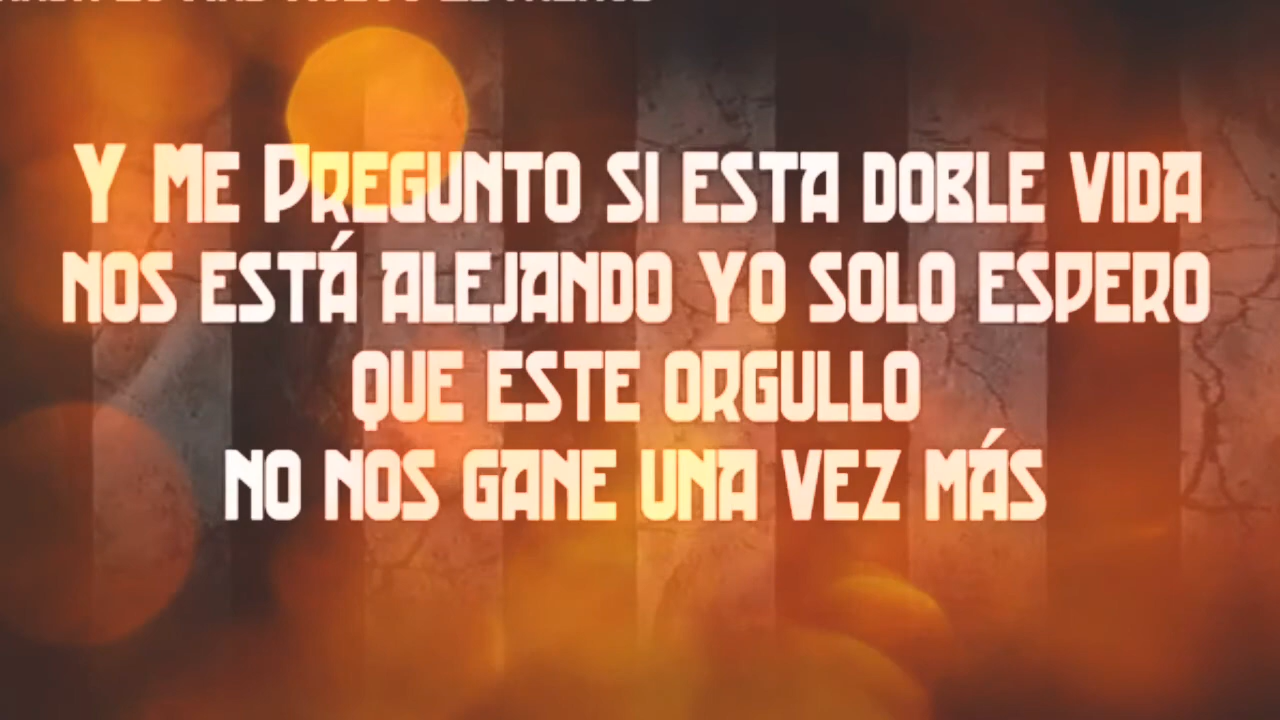 Y Me Pregunto si esta doble vida
nos está alejando yo solo espero
que este orgullo
no nos gane una vez más